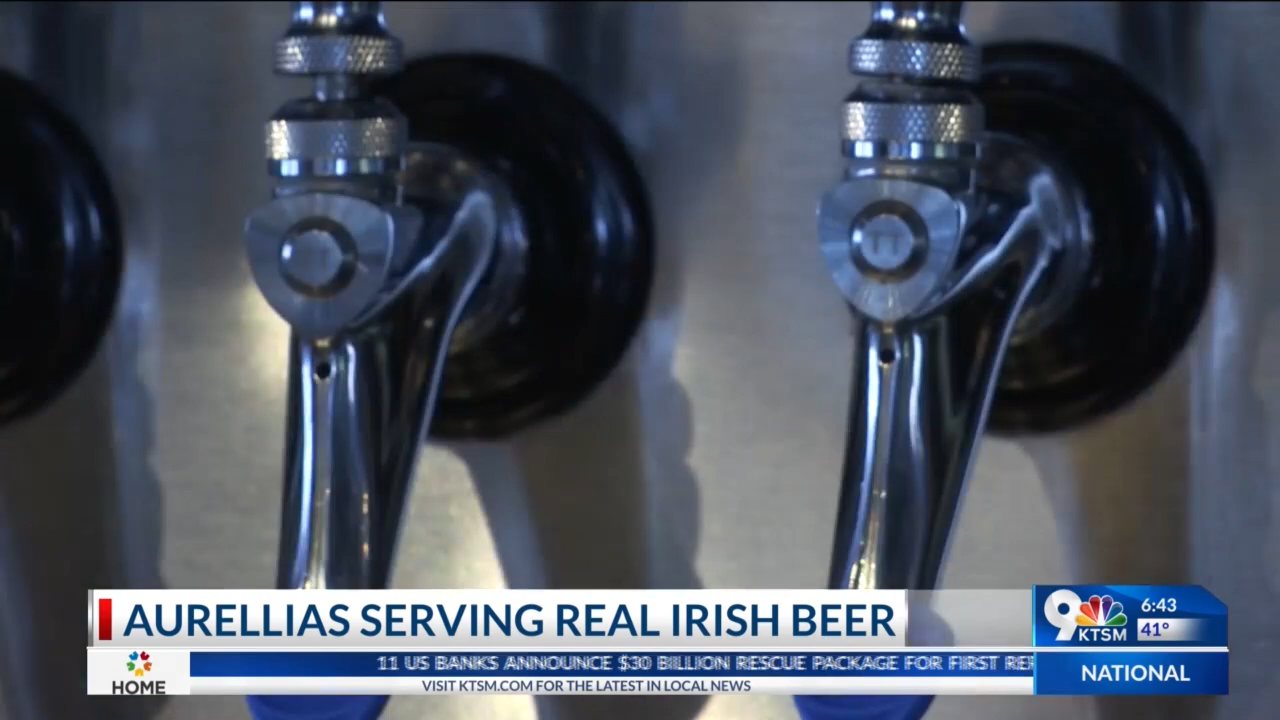 TT
AURELLIAS SERVING REAL IRISH BEER
9
KTSM
6:43
41°
HOME
11 US BANKS ANNOUNCE $30 BILLION RESCUE PACKAGE FOR FIRST
VISIT KTSM.COM FOR THE LATEST IN LOCAL NEWS
NATIONAL